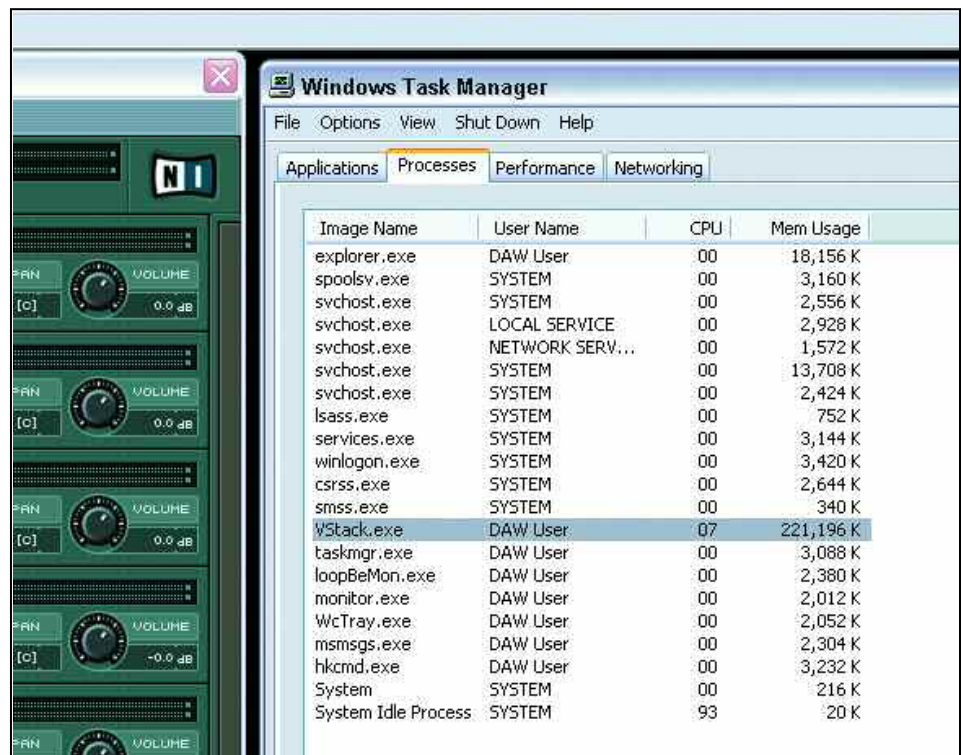 Windows Task Manager
File Options View Shut Down Help
Applications Processes Performance Networking
Image Name User Name CPU Mem Usage
explorer.exe DAW User 00 18,156 K
spoolsv.exe SYSTEM 00 3,160 K
svchost.exe SYSTEM 00 2,556 K
svchost.exe LOCAL SERVICE 00 2,928 K
svchost.exe NETWORK SERV... 00 1,572 K
svchost.exe SYSTEM 00 13,708 K
svchost.exe SYSTEM 00 2,424 K
lsass.exe SYSTEM 00 752 K
services.exe SYSTEM 00 3,144 K
winlogon.exe SYSTEM 00 3,420 K
csrss.exe SYSTEM 00 2,644 K
smss.exe SYSTEM 00 340 K
VStack.exe DAW User 07 221,196 K
taskmgr.exe DAW User 00 3,088 K
loopBeMon.exe DAW User 00 2,380 K
monitor.exe DAW User 00 2,012 K
WcTray.exe DAW User 00 2,052 K
msmsgs.exe DAW User 00 2,304 K
hkcmd.exe DAW User 00 3,232 K
System SYSTEM 00 216 K
System Idle Process SYSTEM 93 20 K
N I
PAN VOLUME
[C] 0.0 dB
PAN VOLUME
[C] 0.0 dB
PAN VOLUME
[C] 0.0 dB
PAN VOLUME
[C] -0.0 dB
PAN VOLUME